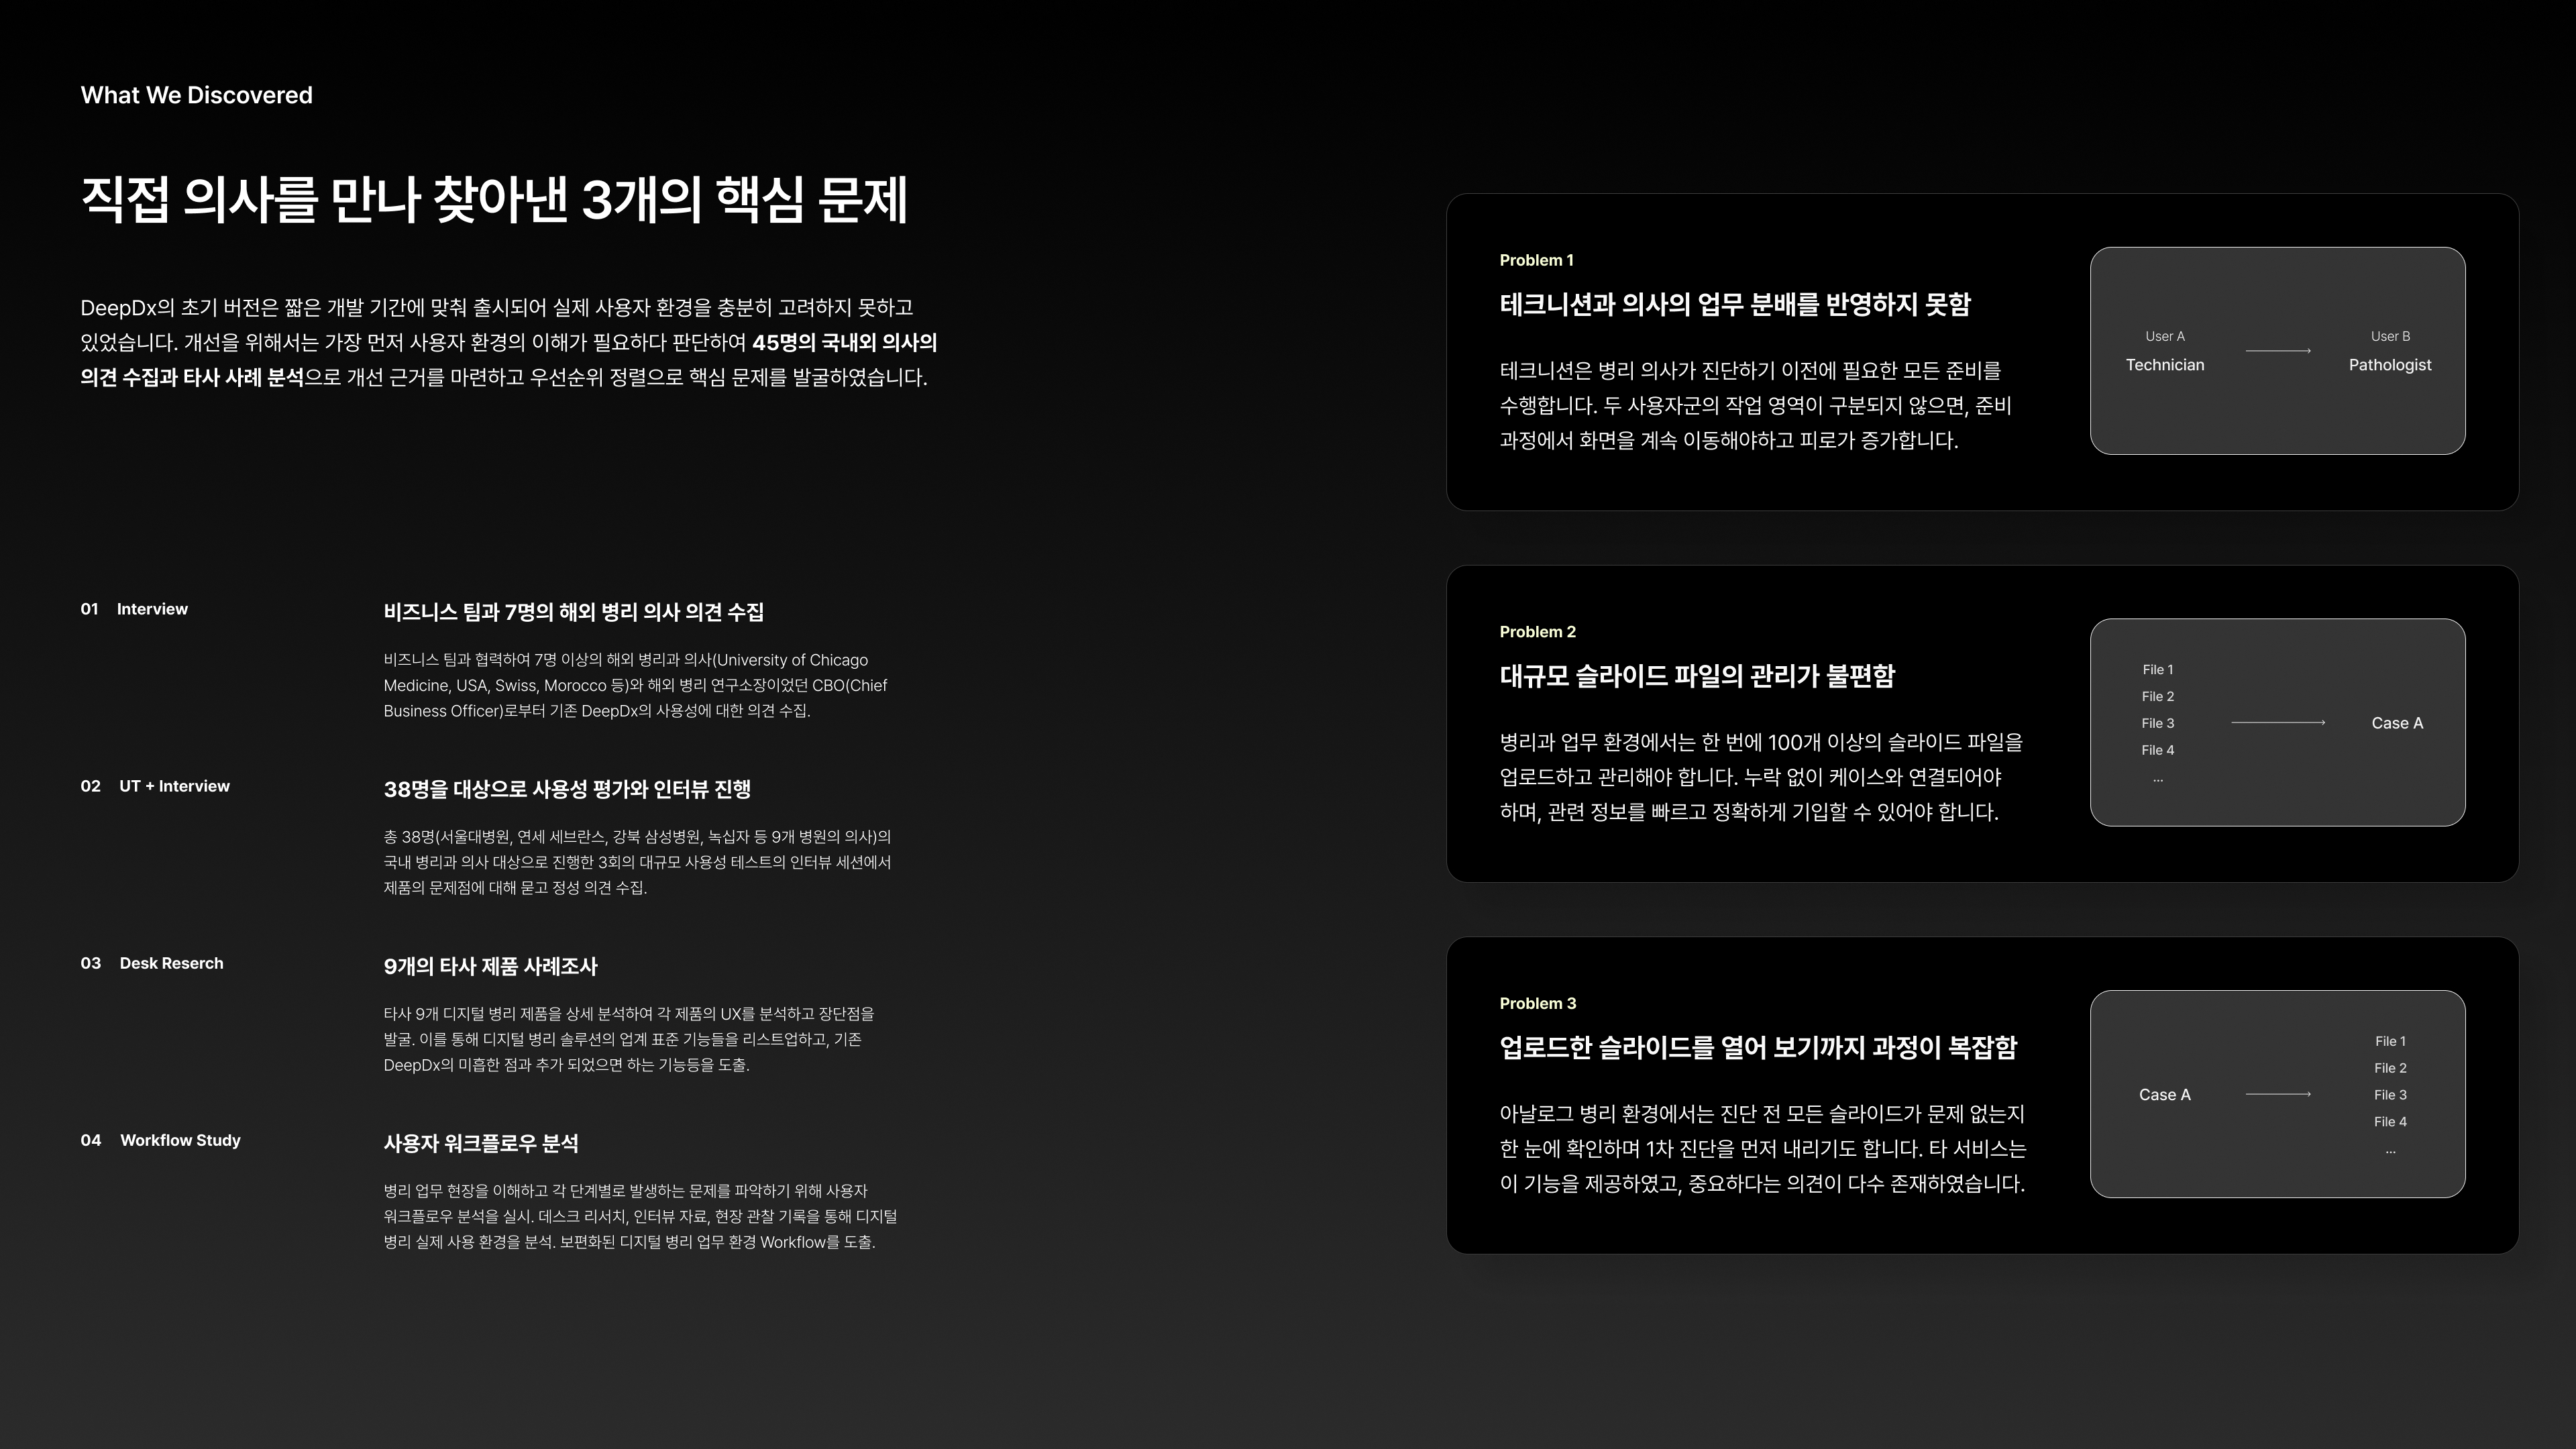 What We Discovered
직접 의사를 만나 찾아낸 3개의 핵심 문제
DeepDx의 초기 버전은 짧은 개발 기간에 맞춰 출시되어 실제 사용자 환경을 충분히 고려하지 못하고
있었습니다. 개선을 위해서는 가장 먼저 사용자 환경의 이해가 필요하다 판단하여 45명의 국내외 의사의
의견 수집과 타사 사례 분석으로 개선 근거를 마련하고 우선순위 정렬으로 핵심 문제를 발굴하였습니다.
01 Interview
비즈니스 팀과 7명의 해외 병리 의사 의견 수집
비즈니스 팀과 협력하여 7명 이상의 해외 병리과 의사(University of Chicago
Medicine, USA, Swiss, Morocco 등)와 해외 병리 연구소장이었던 CBO(Chief
Business Officer)로부터 기존 DeepDx의 사용성에 대한 의견 수집.
02 UT + Interview
38명을 대상으로 사용성 평가와 인터뷰 진행
총 38명(서울대병원, 연세 세브란스, 강북 삼성병원, 녹십자 등 9개 병원의 의사)의
국내 병리과 의사 대상으로 진행한 3회의 대규모 사용성 테스트의 인터뷰 세션에서
제품의 문제점에 대해 묻고 정성 의견 수집.
03 Desk Reserch
9개의 타사 제품 사례조사
타사 9개 디지털 병리 제품을 상세 분석하여 각 제품의 UX를 분석하고 장단점을
발굴. 이를 통해 디지털 병리 솔루션의 업계 표준 기능들을 리스트업하고, 기존
DeepDx의 미흡한 점과 추가 되었으면 하는 기능등을 도출.
04 Workflow Study
사용자 워크플로우 분석
병리 업무 현장을 이해하고 각 단계별로 발생하는 문제를 파악하기 위해 사용자
워크플로우 분석을 실시. 데스크 리서치, 인터뷰 자료, 현장 관찰 기록을 통해 디지털
병리 실제 사용 환경을 분석. 보편화된 디지털 병리 업무 환경 Workflow를 도출.
Problem 1
테크니션과 의사의 업무 분배를 반영하지 못함
테크니션은 병리 의사가 진단하기 이전에 필요한 모든 준비를
수행합니다. 두 사용자군의 작업 영역이 구분되지 않으면, 준비
과정에서 화면을 계속 이동해야하고 피로가 증가합니다.
User A
Technician
User B
Pathologist
Problem 2
대규모 슬라이드 파일의 관리가 불편함
병리과 업무 환경에서는 한 번에 100개 이상의 슬라이드 파일을
업로드하고 관리해야 합니다. 누락 없이 케이스와 연결되어야
하며, 관련 정보를 빠르고 정확하게 기입할 수 있어야 합니다.
File 1
File 2
File 3
File 4
...
Case A
Problem 3
업로드한 슬라이드를 열어 보기까지 과정이 복잡함
아날로그 병리 환경에서는 진단 전 모든 슬라이드가 문제 없는지
한 눈에 확인하며 1차 진단을 먼저 내리기도 합니다. 타 서비스는
이 기능을 제공하였고, 중요하다는 의견이 다수 존재하였습니다.
Case A
File 1
File 2
File 3
File 4
...